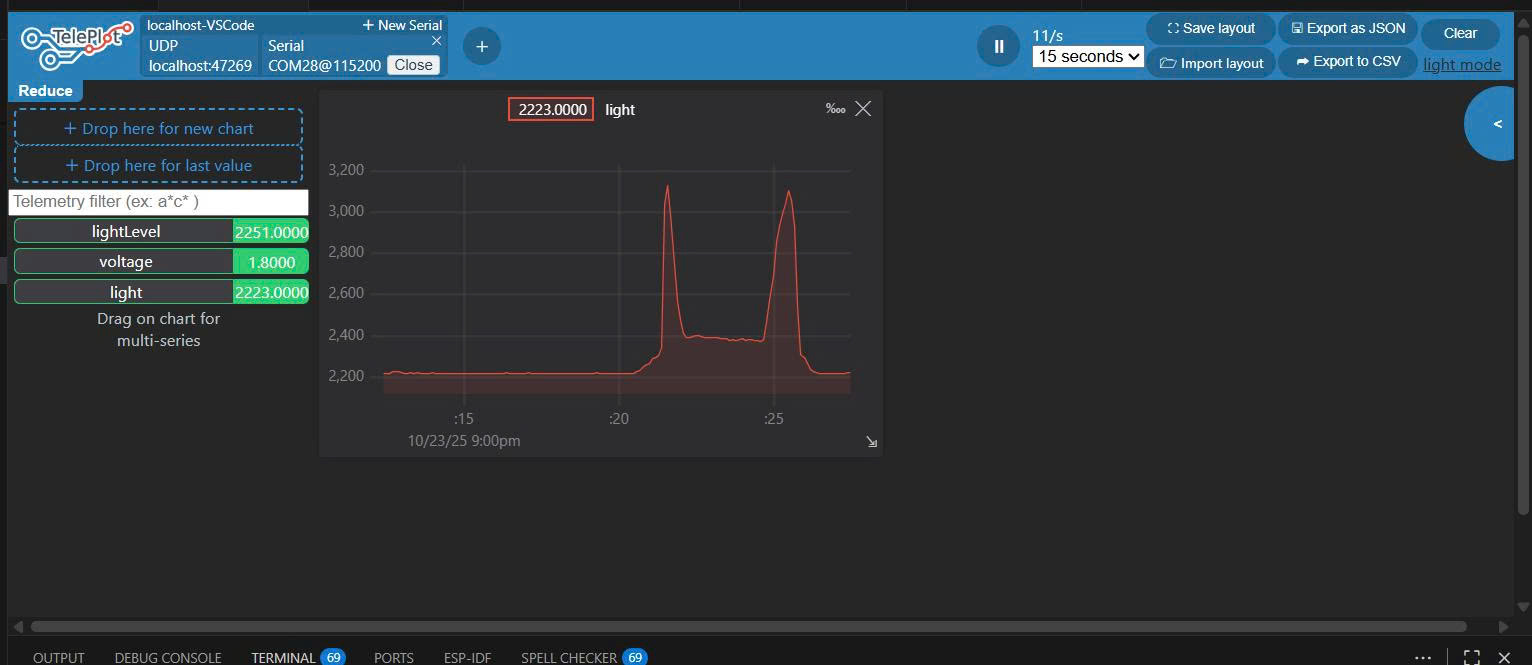 TelePlot
localhost-VSCode + New Serial
UDP
localhost:47269
Serial
COM28@115200 Close
+
11/s
15 seconds
Save layout
Import layout
Export as JSON
Export to CSV
Clear
light mode
Reduce
+ Drop here for new chart
+ Drop here for last value
Telemetry filter (ex: a*c* )
lightLevel 2251.0000
voltage 1.8000
light 2223.0000
Drag on chart for
multi-series
2223.0000 light
<
3,200
3,000
2,800
2,600
2,400
2,200
:15 :20 :25
10/23/25 9:00pm
OUTPUT DEBUG CONSOLE TERMINAL 69 PORTS ESP-IDF SPELL CHECKER 69